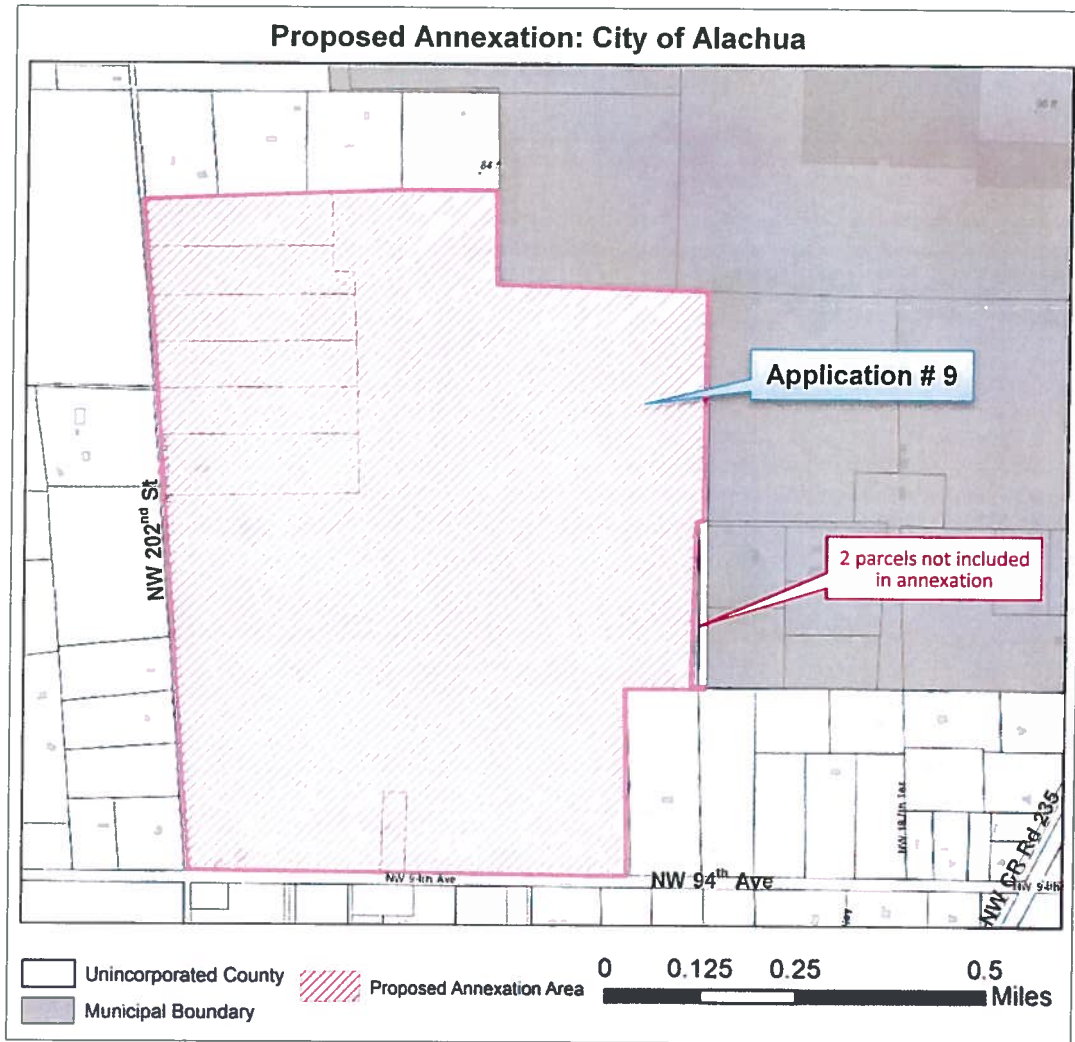 Proposed Annexation: City of Alachua
Application # 9
2 parcels not included
in annexation
NW 202nd St
NW 94th Ave
NW 94th Ave
NW 94th
NW CR Rd 235
Unincorporated County
Municipal Boundary
Proposed Annexation Area
0 0.125 0.25 0.5
Miles